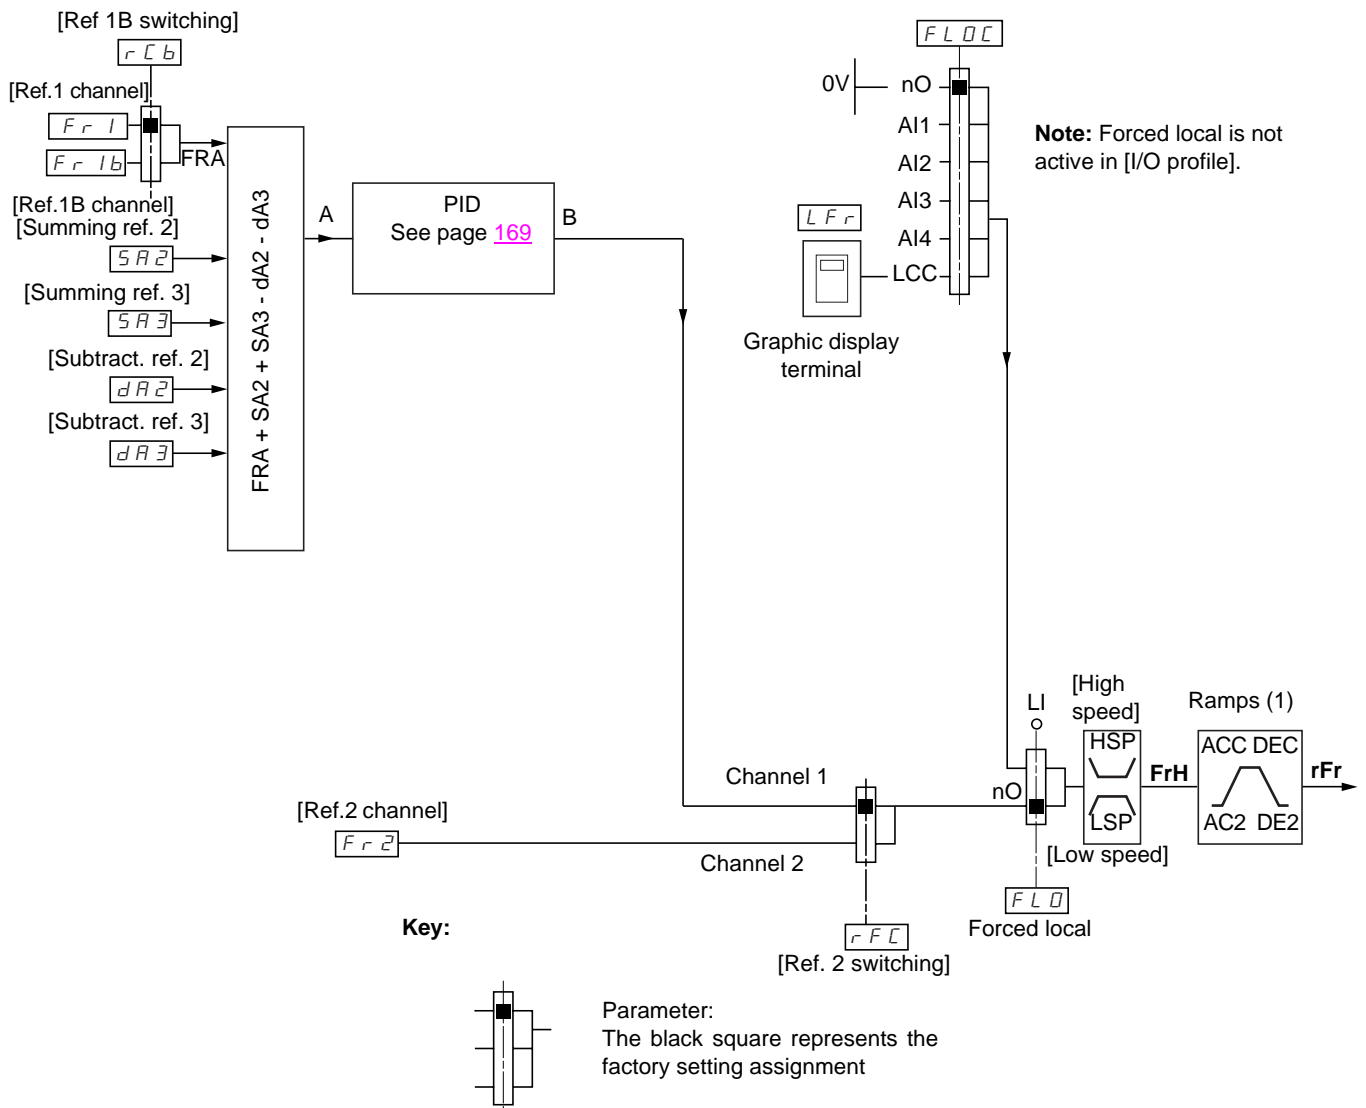 [Ref 1B switching]
rCb
[Ref.1 channel]
Fr1
Fr1b
FRA
[Ref.1B channel]
[Summing ref. 2]
SA2
[Summing ref. 3]
SA3
[Subtract. ref. 2]
dA2
[Subtract. ref. 3]
dA3
FRA + SA2 + SA3 - dA2 - dA3
A
PID
See page 169
B
FLOC
0V
nO
AI1
AI2
AI3
AI4
LCC
LFr
Graphic display
terminal
Note: Forced local is not
active in [I/O profile].
Channel 1
[Ref.2 channel]
Fr2
Channel 2
rFC
[Ref. 2 switching]
nO
LI
FLO
Forced local
[High
speed]
HSP
LSP
[Low speed]
FrH
Ramps (1)
ACC DEC
AC2 DE2
rFr
Key:
Parameter:
The black square represents the
factory setting assignment